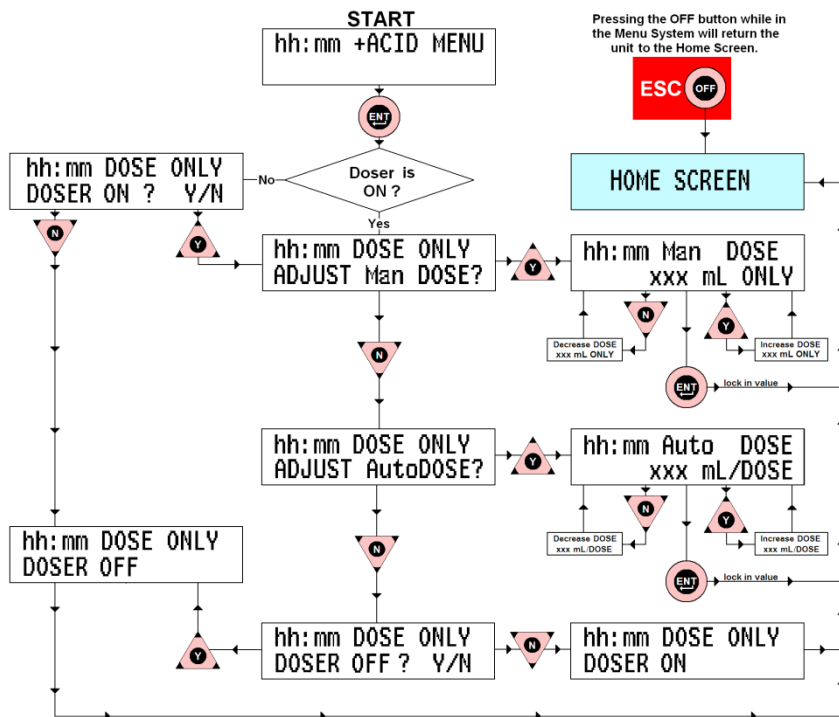 START
hh:mm +ACID MENU
Pressing the OFF button while in
the Menu System will return the
unit to the Home Screen.
ESC OFF
ENT
HOME SCREEN
hh:mm DOSE ONLY
DOSER ON ? Y/N
No
Doser is
ON ?
Yes
N
Y
hh:mm DOSE ONLY
ADJUST Man DOSE?
Y
hh:mm Man DOSE
xxx mL ONLY
N
Y
Decrease DOSE
xxx mL ONLY
Increase DOSE
xxx mL ONLY
N
ENT
lock in value
hh:mm DOSE ONLY
ADJUST AutoDOSE?
Y
hh:mm Auto DOSE
xxx mL/DOSE
N
Y
Decrease DOSE
xxx mL/DOSE
Increase DOSE
xxx mL/DOSE
N
ENT
lock in value
hh:mm DOSE ONLY
DOSER OFF
Y
hh:mm DOSE ONLY
DOSER OFF ? Y/N
N
hh:mm DOSE ONLY
DOSER ON